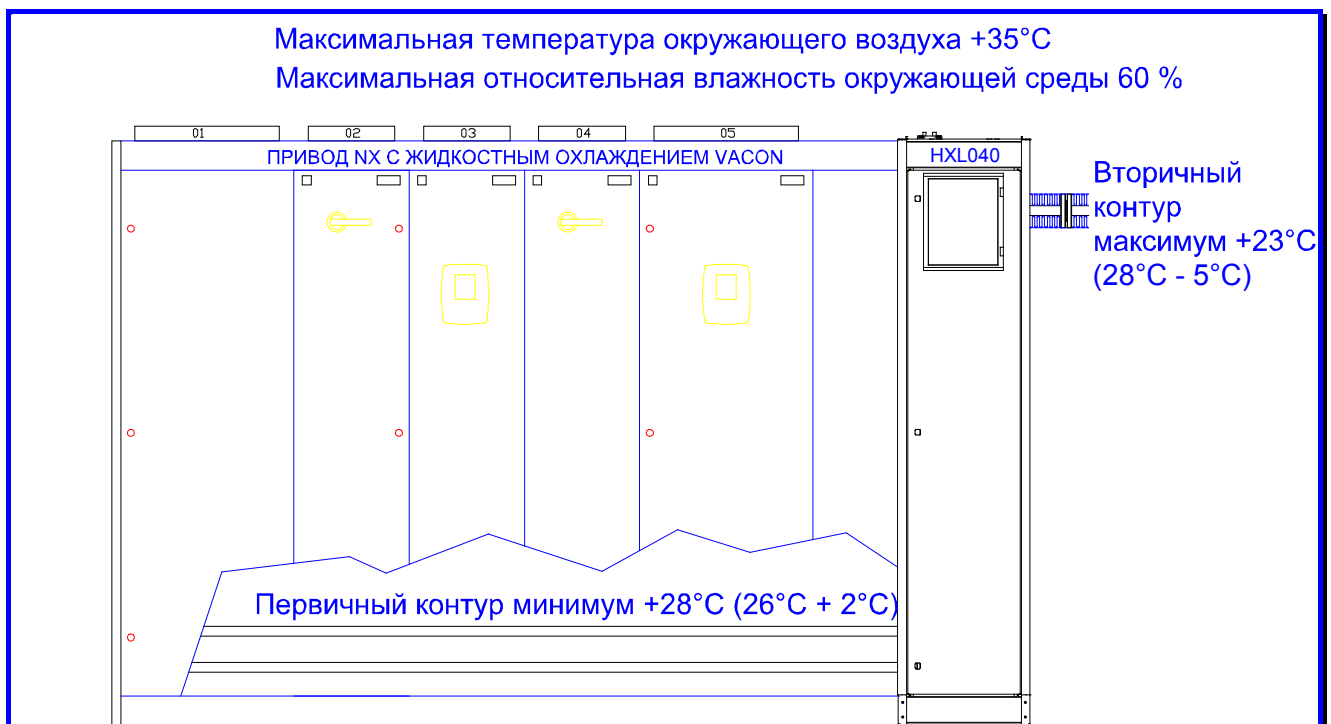 Максимальная температура окружающего воздуха +35°C
Максимальная относительная влажность окружающей среды 60 %
01
02
03
04
05
ПРИВОД NX С ЖИДКОСТНЫМ ОХЛАЖДЕНИЕМ VACON
HXL040
Вторичный
контур
максимум +23°C
(28°C - 5°C)
Первичный контур минимум +28°C (26°C + 2°C)